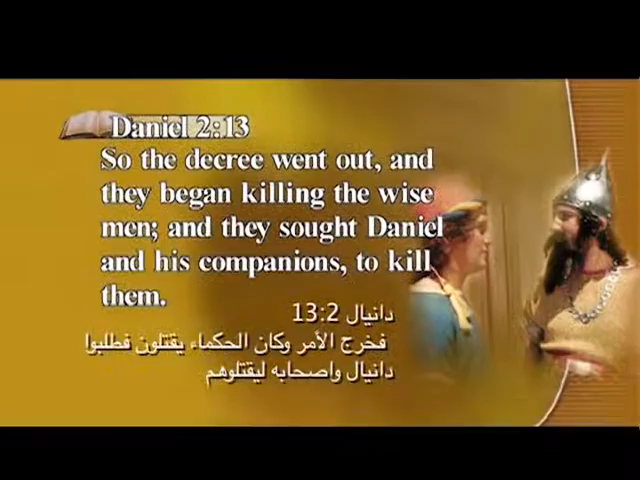 Daniel 2:13
So the decree went out, and
they began killing the wise
men; and they sought Daniel
and his companions, to kill
them.
دانيال 13:2
فخرج الأمر وكان الحكماء يقتلون فطلبوا
دانيال واصحابه ليقتلوهم